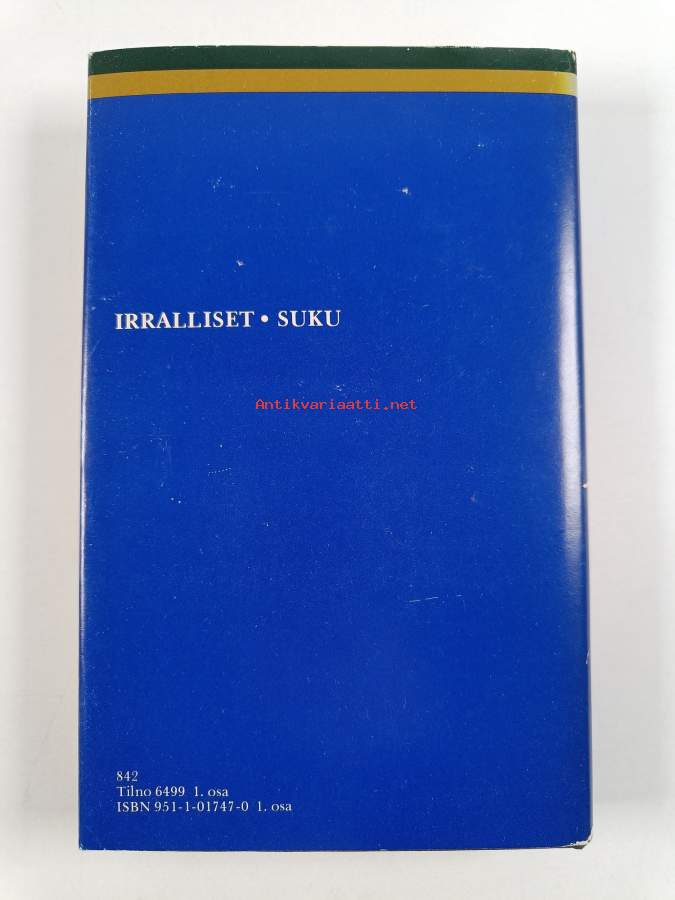 IRRALLISET • SUKU
Antikvariaatti.net
842
Tilno 6499 1. osa
ISBN 951-1-01747-0 1. osa